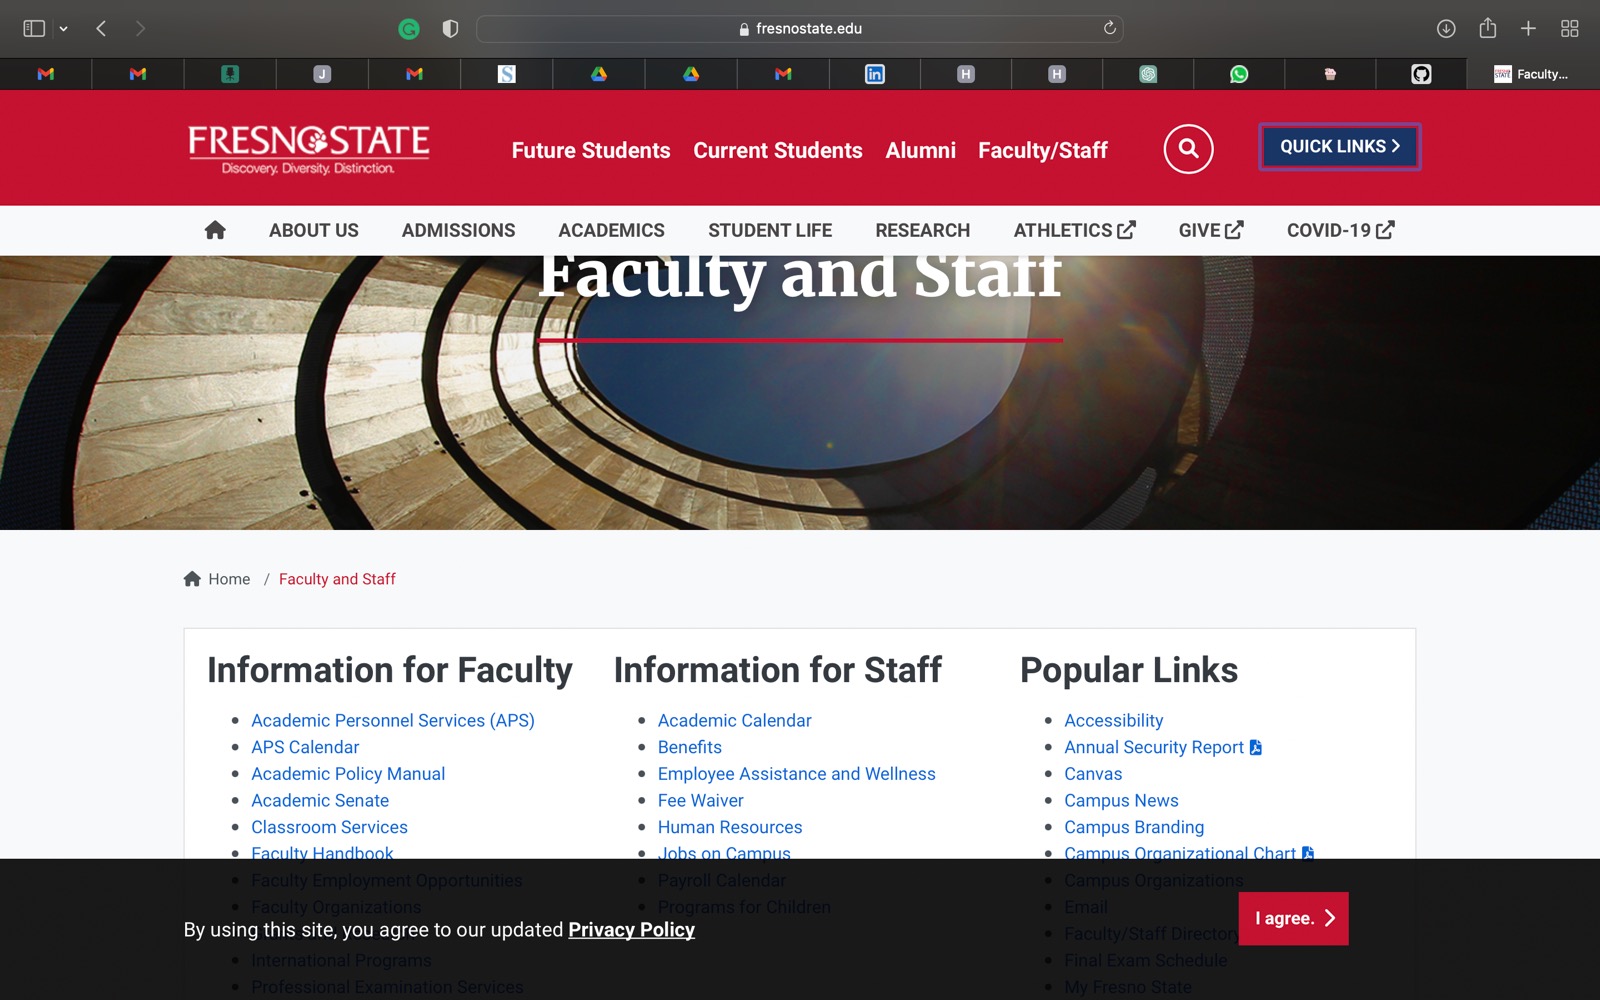 fresnostate.edu
J
S
in
H
H
Faculty...
FRESNO STATE
Discovery. Diversity. Distinction.
Future Students
Current Students
Alumni
Faculty/Staff
QUICK LINKS
ABOUT US
ADMISSIONS
ACADEMICS
STUDENT LIFE
RESEARCH
ATHLETICS
GIVE
COVID-19
Faculty and Staff
Home / Faculty and Staff
Information for Faculty
Academic Personnel Services (APS)
APS Calendar
Academic Policy Manual
Academic Senate
Classroom Services
Faculty Handbook
Faculty Employment Opportunities
Faculty Organizations
International Programs
Professional Examination Services
Information for Staff
Academic Calendar
Benefits
Employee Assistance and Wellness
Fee Waiver
Human Resources
Jobs on Campus
Payroll Calendar
Programs for Children
Popular Links
Accessibility
Annual Security Report
Canvas
Campus News
Campus Branding
Campus Organizational Chart
Campus Organizations
Email
Faculty/Staff Directory
Final Exam Schedule
My Fresno State
By using this site, you agree to our updated Privacy Policy
I agree.